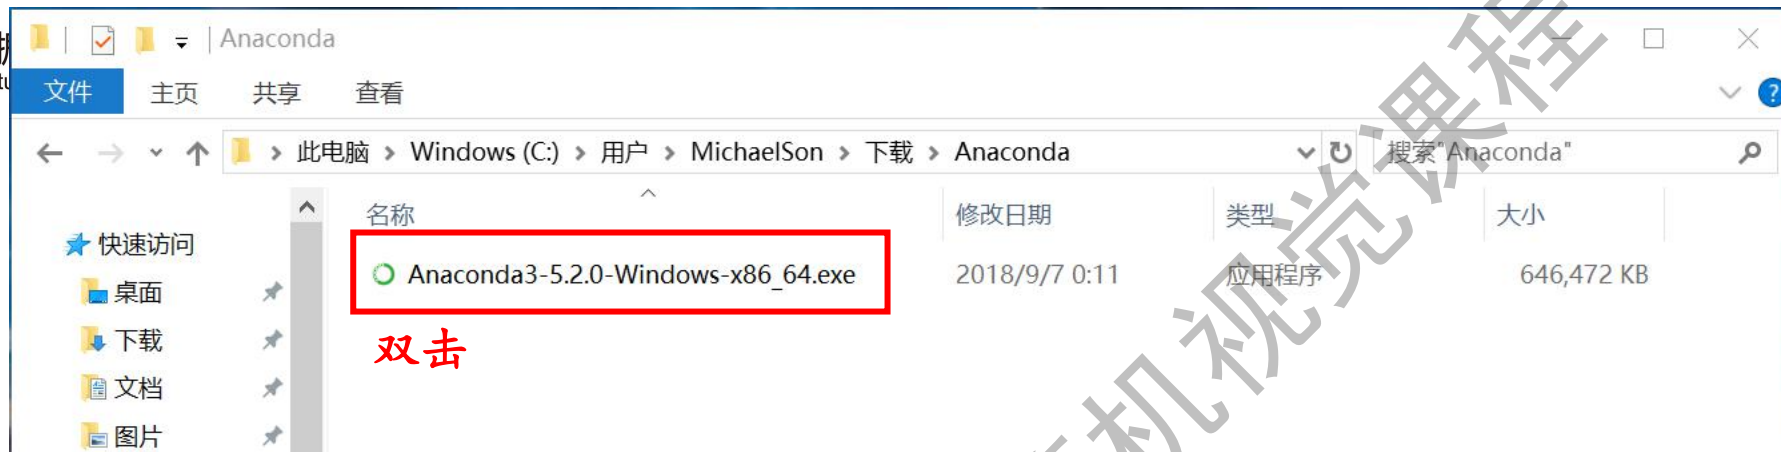 Anaconda
文件 主页 共享 查看
此电脑 > Windows (C:) > 用户 > MichaelSon > 下载 > Anaconda
搜索"Anaconda"
名称 修改日期 类型 大小
快速访问
Anaconda3-5.2.0-Windows-x86_64.exe 2018/9/7 0:11 应用程序 646,472 KB
桌面
双击
下载
文档
图片
机视觉课程